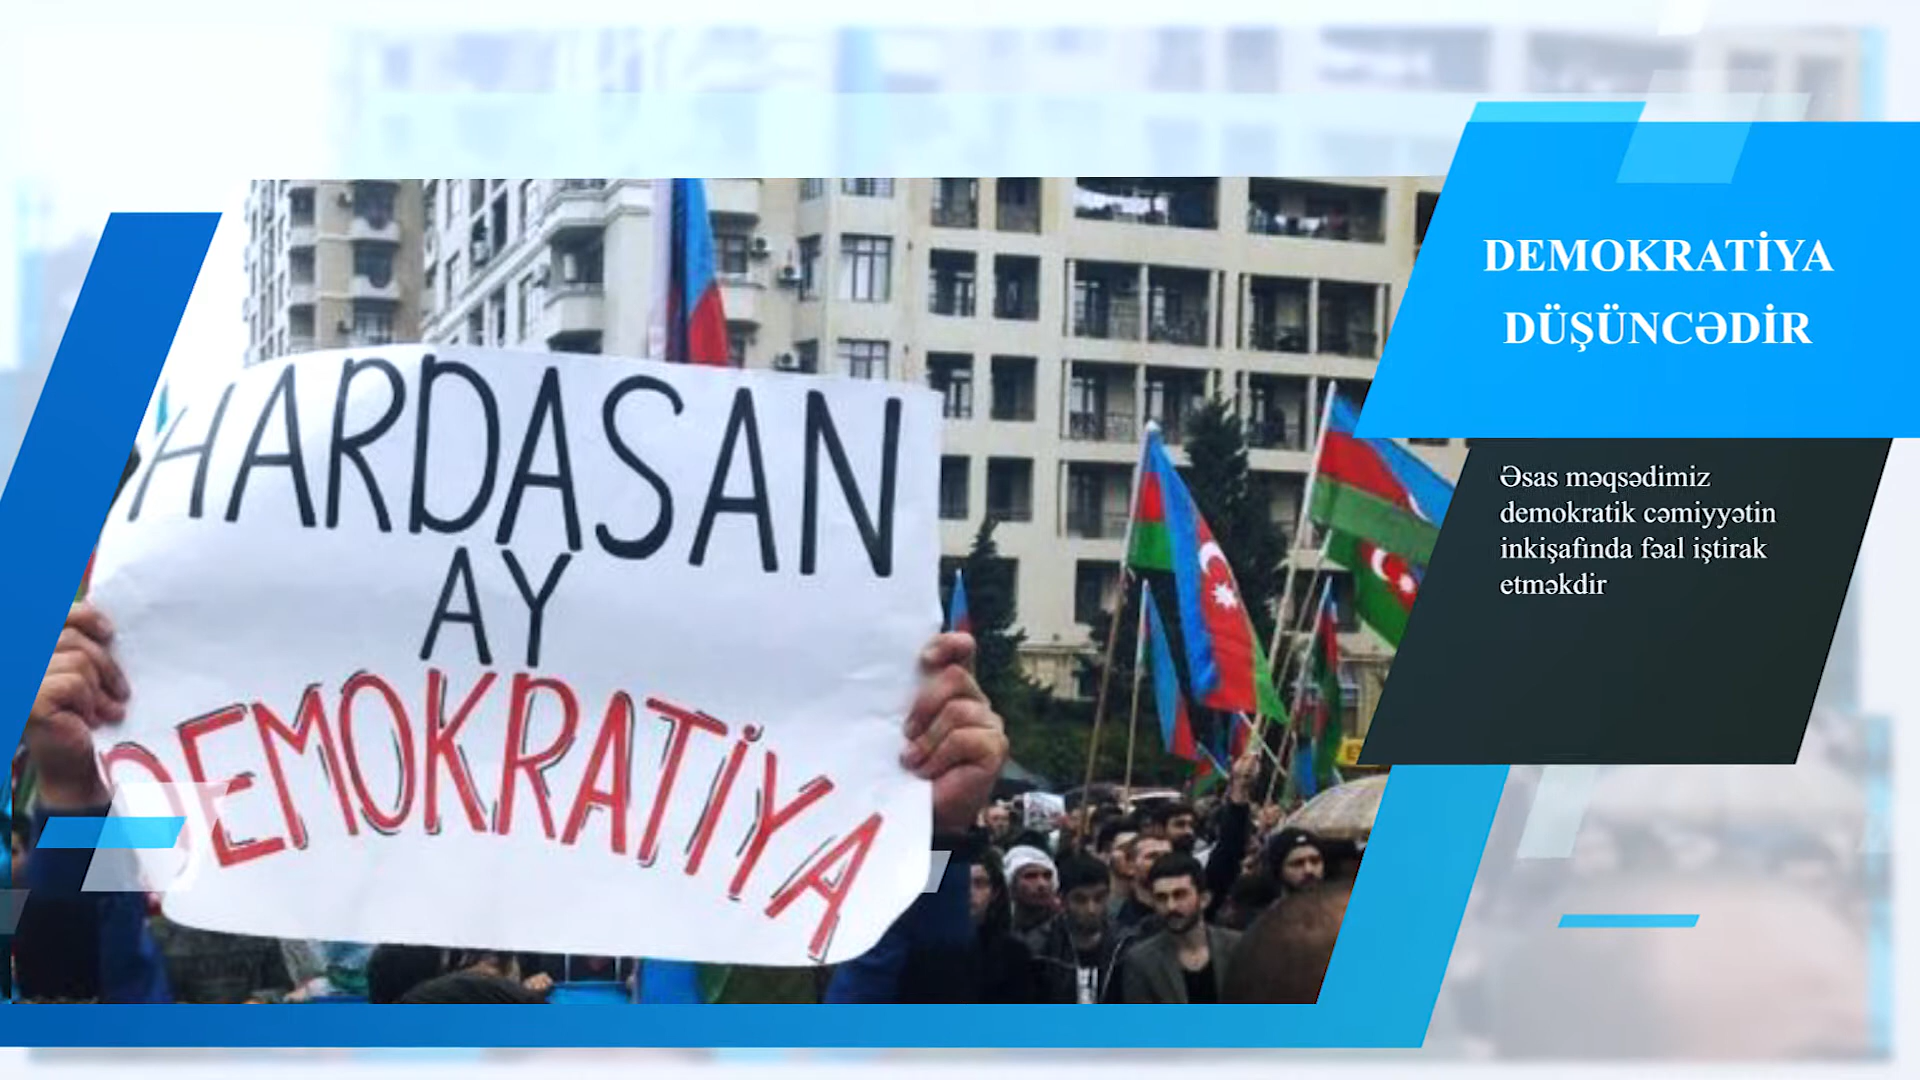 HARDASAN
AY
DEMOKRATİYA
DEMOKRATİYA
DÜŞÜNCƏDİR
Əsas məqsədimiz
demokratik cəmiyyətin
inkişafında fəal iştirak
etməkdir